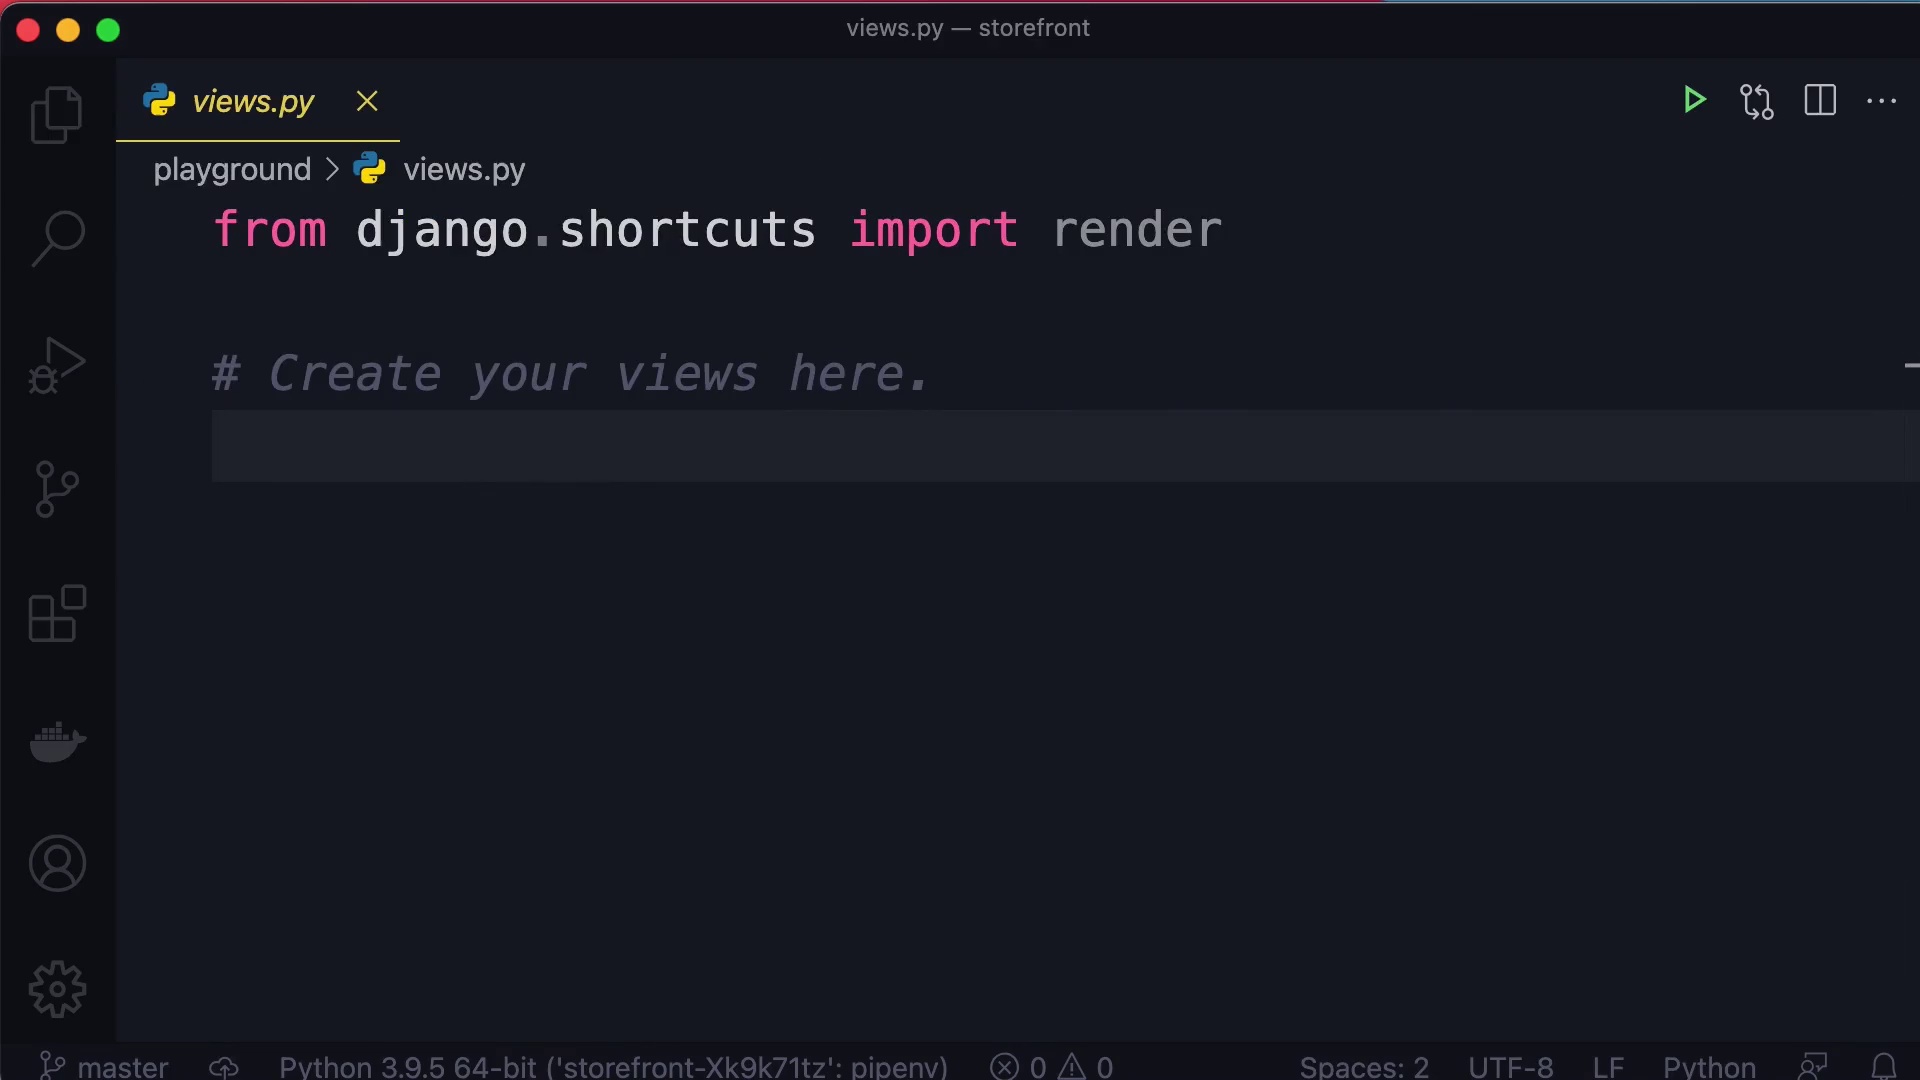 views.py — storefront
views.py
playground > views.py
from django.shortcuts import render
# Create your views here.
master Python 3.9.5 64-bit ('storefront-Xk9k71tz': pipenv) 0 0 Spaces: 2 UTF-8 LF Python